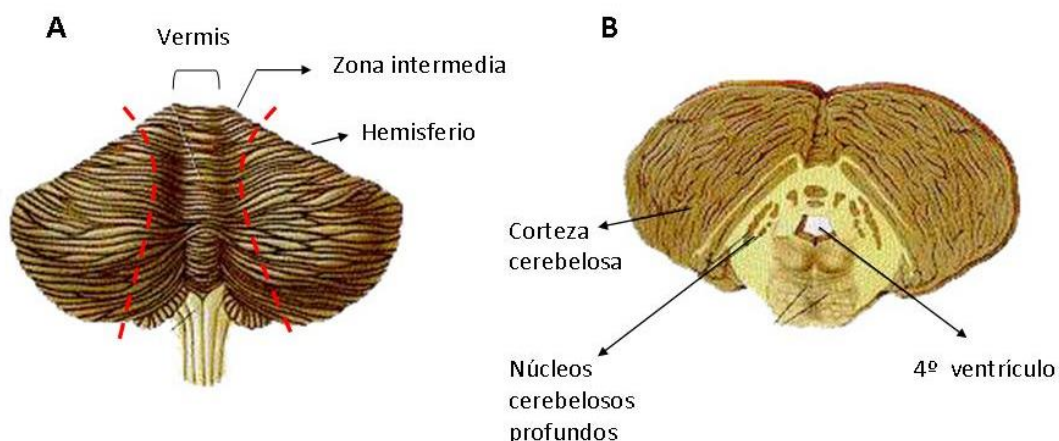 A
Vermis
Zona intermedia
Hemisferio
B
Corteza
cerebelosa
Núcleos
cerebelosos
profundos
4º ventrículo